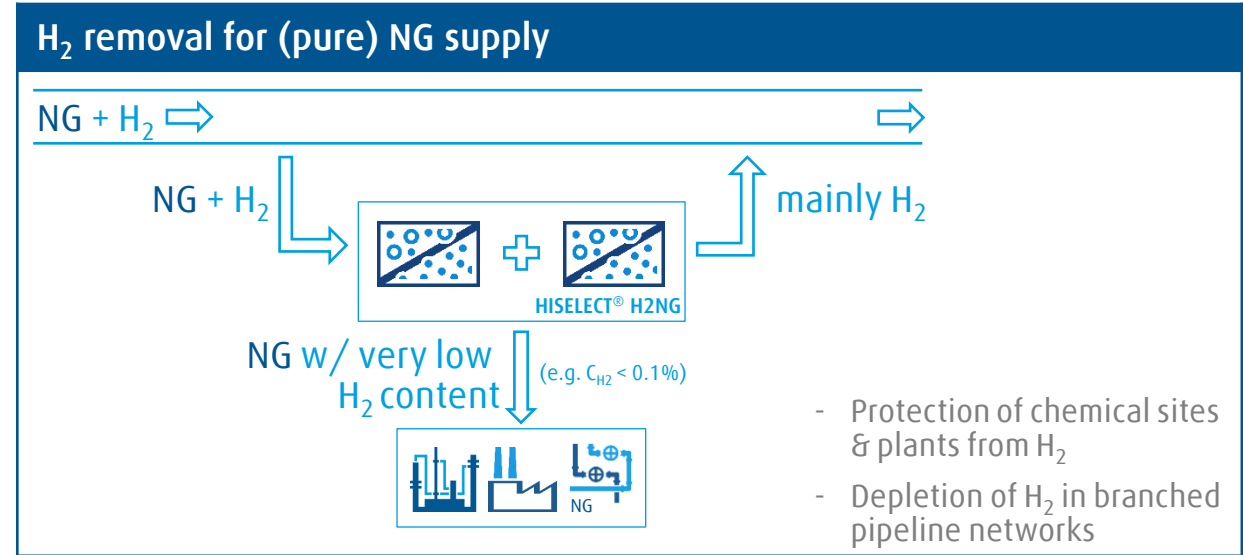 H₂ removal for (pure) NG supply
NG + H₂
NG + H₂
mainly H₂
HISELECT® H2NG
NG w/ very low
H₂ content
(e.g. C_H2 < 0.1%)
NG
- Protection of chemical sites
& plants from H₂
- Depletion of H₂ in branched
pipeline networks